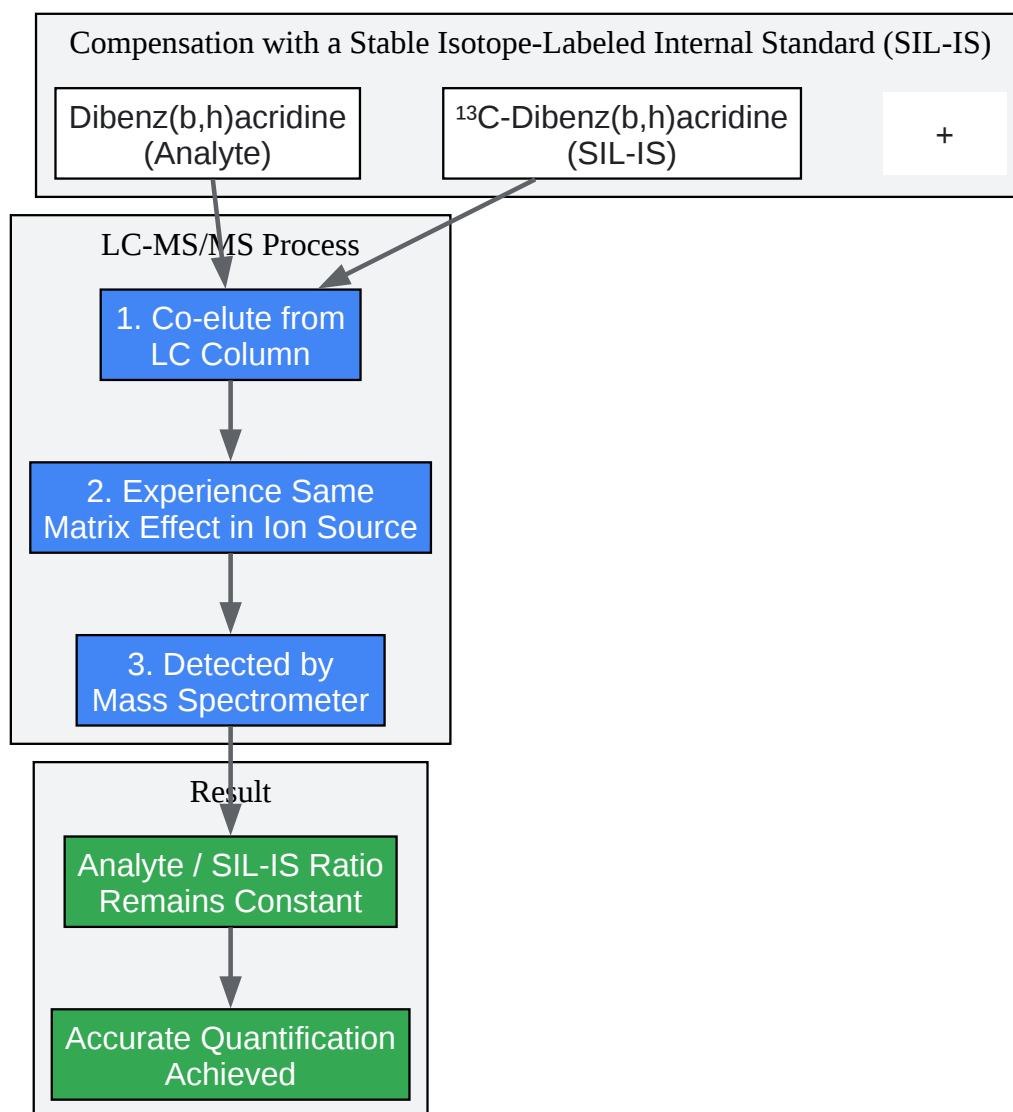 Compensation with a Stable Isotope-Labeled Internal Standard (SIL-IS)
Dibenz(b,h)acridine
(Analyte)
¹³C-Dibenz(b,h)acridine
(SIL-IS)
+
LC-MS/MS Process
1. Co-elute from
LC Column
2. Experience Same
Matrix Effect in Ion Source
3. Detected by
Mass Spectrometer
Result
Analyte / SIL-IS Ratio
Remains Constant
Accurate Quantification
Achieved